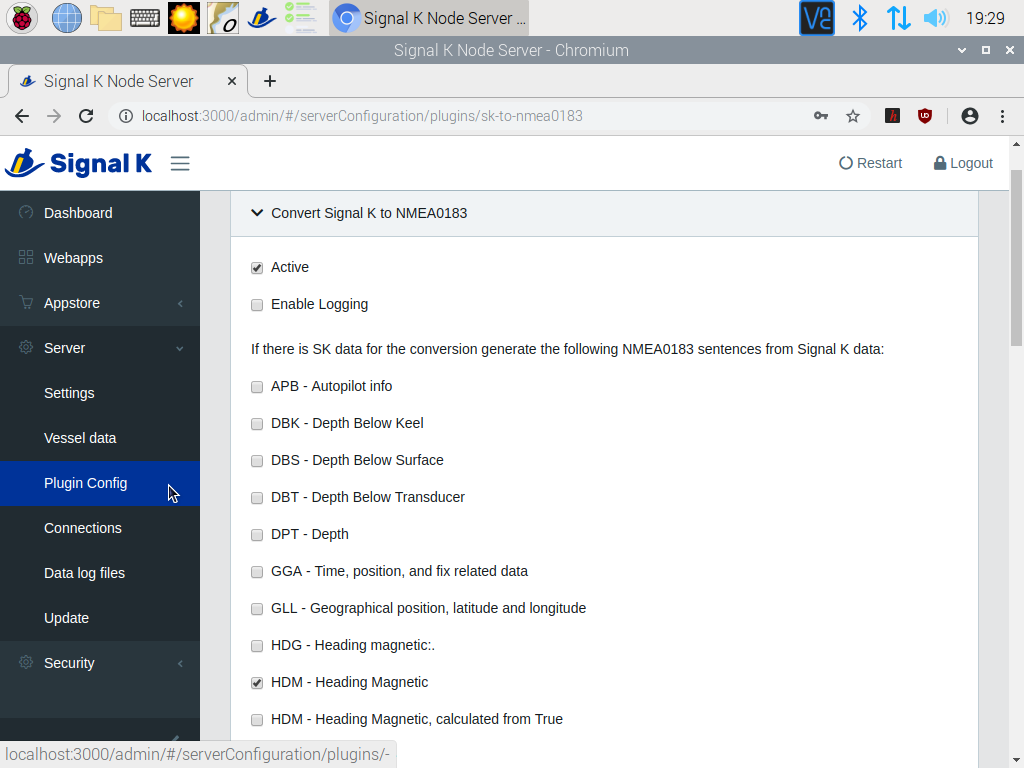 Signal K Node Server ...
V2
19:29
Signal K Node Server - Chromium
Signal K Node Server
localhost:3000/admin/#/serverConfiguration/plugins/sk-to-nmea0183
Signal K
Restart
Logout
Dashboard
Webapps
Appstore
Server
Settings
Vessel data
Plugin Config
Connections
Data log files
Update
Security
Convert Signal K to NMEA0183
Active
Enable Logging
If there is SK data for the conversion generate the following NMEA0183 sentences from Signal K data:
APB - Autopilot info
DBK - Depth Below Keel
DBS - Depth Below Surface
DBT - Depth Below Transducer
DPT - Depth
GGA - Time, position, and fix related data
GLL - Geographical position, latitude and longitude
HDG - Heading magnetic:.
HDM - Heading Magnetic
HDM - Heading Magnetic, calculated from True
localhost:3000/admin/#/serverConfiguration/plugins/-